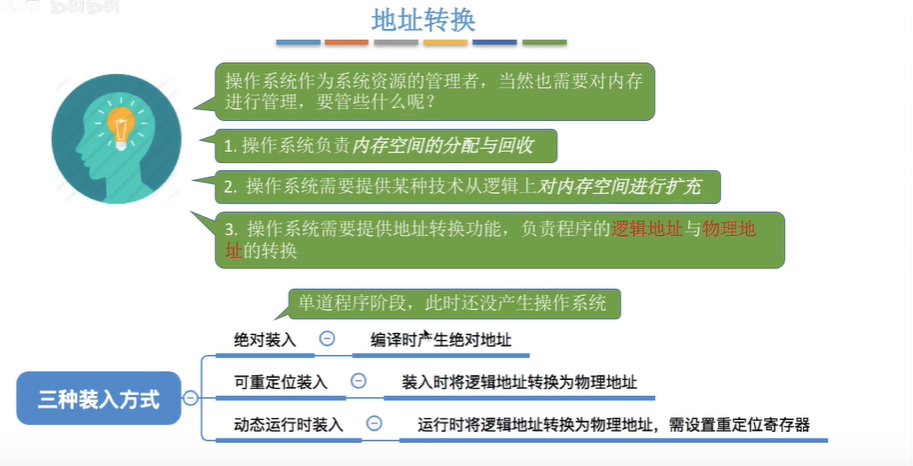 地址转换
操作系统作为系统资源的管理者，当然也需要对内存
进行管理，要管些什么呢？
1. 操作系统负责内存空间的分配与回收
2. 操作系统需要提供某种技术从逻辑上对内存空间进行扩充
3. 操作系统需要提供地址转换功能，负责程序的逻辑地址与物理地
址的转换
单道程序阶段，此时还没产生操作系统
绝对装入 编译时产生绝对地址
可重定位装入 装入时将逻辑地址转换为物理地址
三种装入方式
动态运行时装入 运行时将逻辑地址转换为物理地址，需设置重定位寄存器